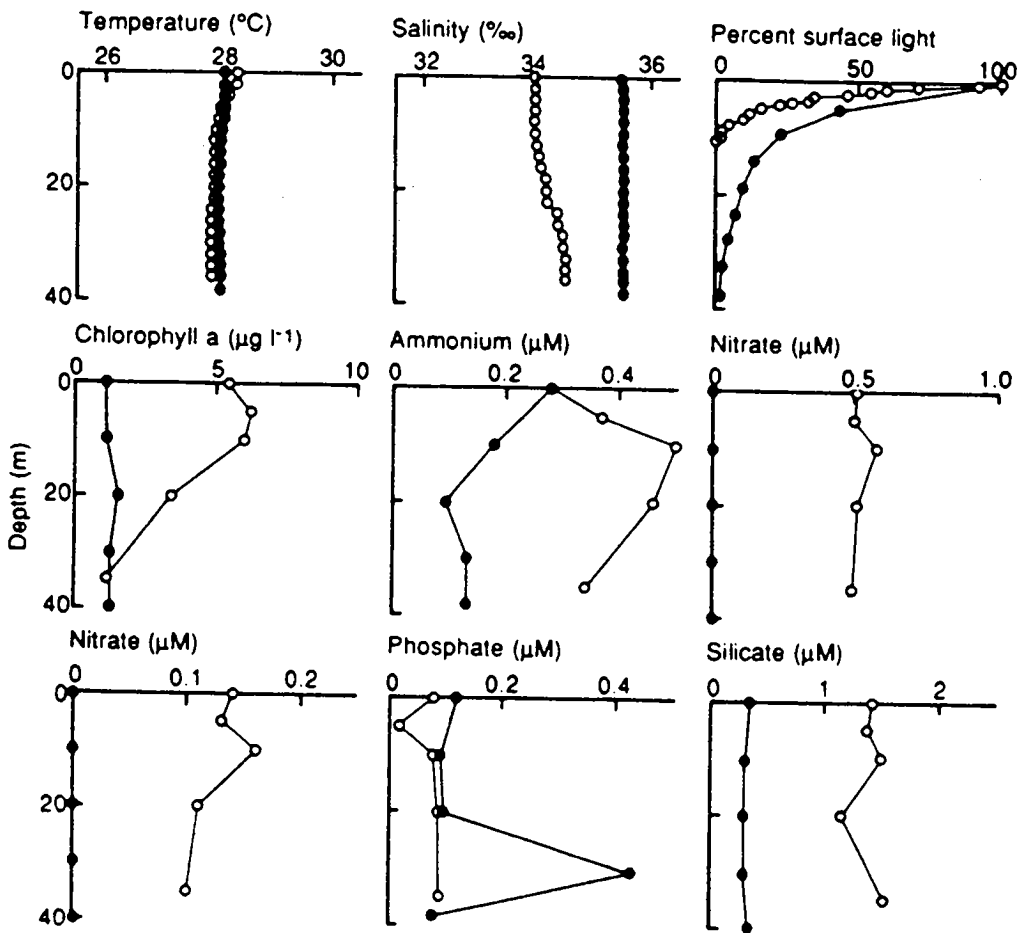 Temperature (°C)
26 28 30
0
20
40
Salinity (°/oo)
32 34 36
Percent surface light
0 50 100
Chlorophyll a (μg l⁻¹)
0 5 10
0
20
40
Depth (m)
Ammonium (μM)
0 0.2 0.4
Nitrate (μM)
0 0.5 1.0
Nitrate (μM)
0 0.1 0.2
0
20
40
Phosphate (μM)
0 0.2 0.4
Silicate (μM)
0 1 2